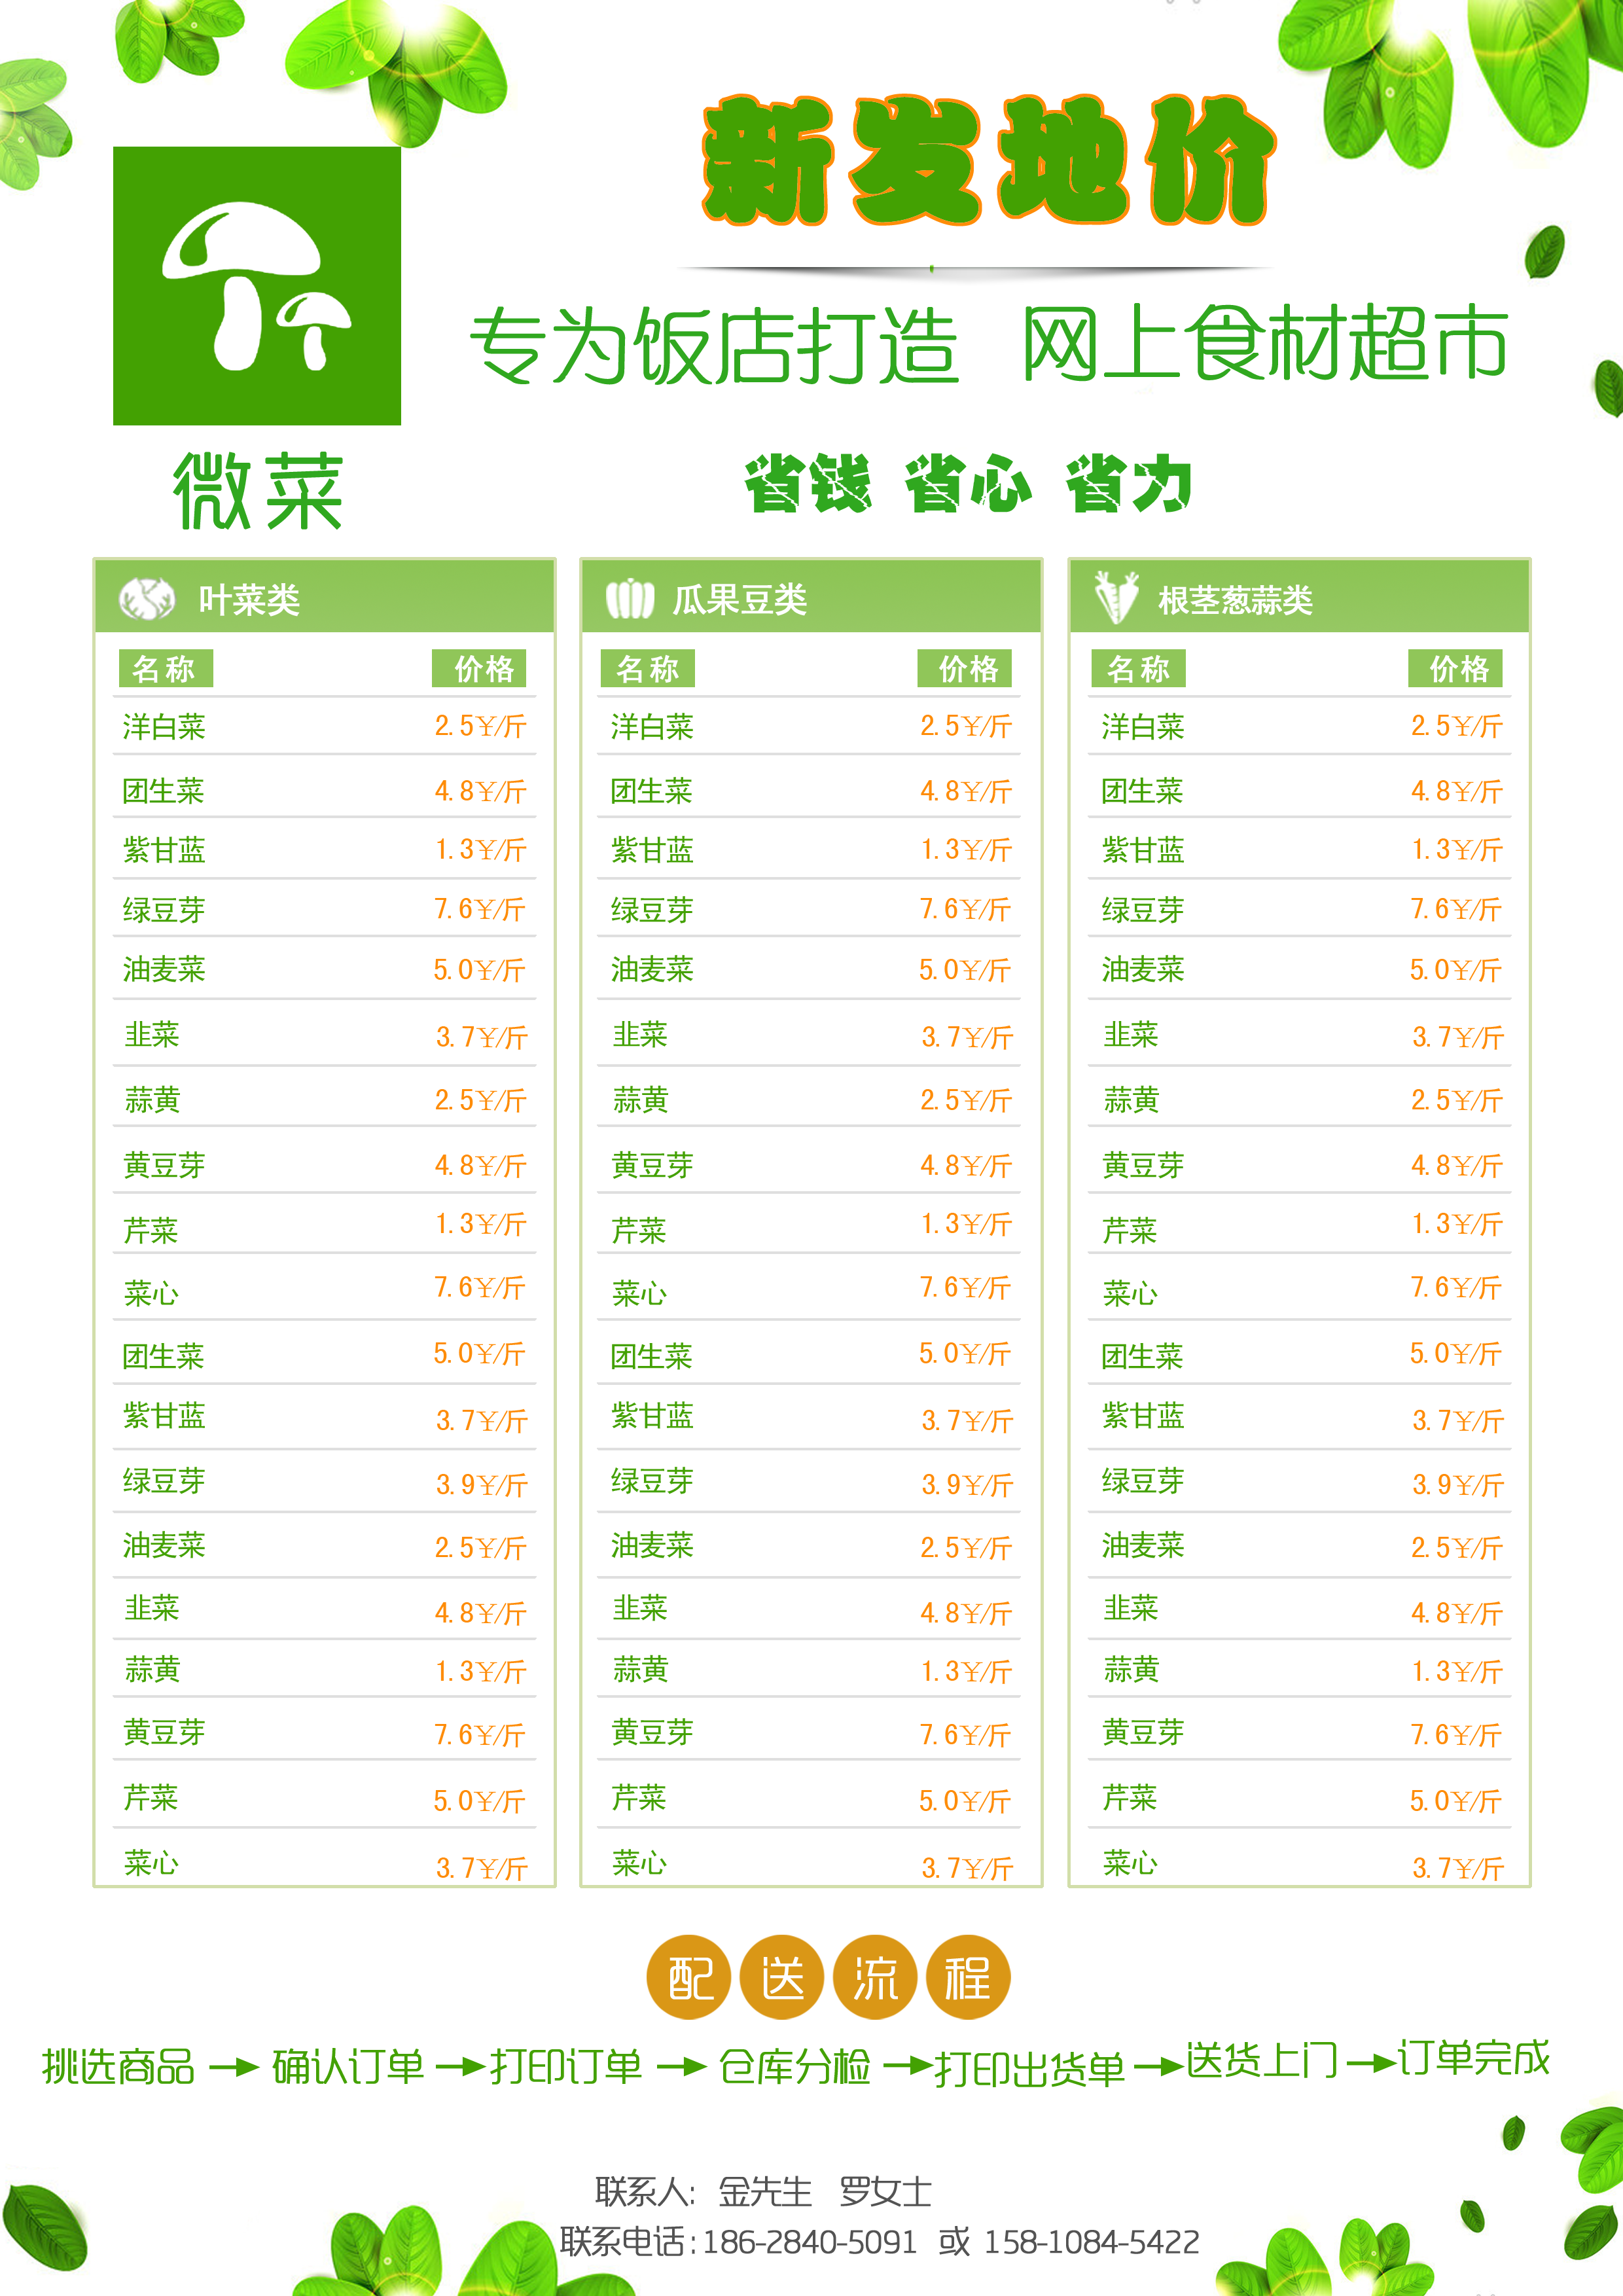 新发地价
专为饭店打造 网上食材超市
微菜
省钱 省心 省力
叶菜类
名称 价格
洋白菜 2.5¥/斤
团生菜 4.8¥/斤
紫甘蓝 1.3¥/斤
绿豆芽 7.6¥/斤
油麦菜 5.0¥/斤
韭菜 3.7¥/斤
蒜黄 2.5¥/斤
黄豆芽 4.8¥/斤
芹菜 1.3¥/斤
菜心 7.6¥/斤
团生菜 5.0¥/斤
紫甘蓝 3.7¥/斤
绿豆芽 3.9¥/斤
油麦菜 2.5¥/斤
韭菜 4.8¥/斤
蒜黄 1.3¥/斤
黄豆芽 7.6¥/斤
芹菜 5.0¥/斤
菜心 3.7¥/斤
瓜果豆类
名称 价格
洋白菜 2.5¥/斤
团生菜 4.8¥/斤
紫甘蓝 1.3¥/斤
绿豆芽 7.6¥/斤
油麦菜 5.0¥/斤
韭菜 3.7¥/斤
蒜黄 2.5¥/斤
黄豆芽 4.8¥/斤
芹菜 1.3¥/斤
菜心 7.6¥/斤
团生菜 5.0¥/斤
紫甘蓝 3.7¥/斤
绿豆芽 3.9¥/斤
油麦菜 2.5¥/斤
韭菜 4.8¥/斤
蒜黄 1.3¥/斤
黄豆芽 7.6¥/斤
芹菜 5.0¥/斤
菜心 3.7¥/斤
根茎葱蒜类
名称 价格
洋白菜 2.5¥/斤
团生菜 4.8¥/斤
紫甘蓝 1.3¥/斤
绿豆芽 7.6¥/斤
油麦菜 5.0¥/斤
韭菜 3.7¥/斤
蒜黄 2.5¥/斤
黄豆芽 4.8¥/斤
芹菜 1.3¥/斤
菜心 7.6¥/斤
团生菜 5.0¥/斤
紫甘蓝 3.7¥/斤
绿豆芽 3.9¥/斤
油麦菜 2.5¥/斤
韭菜 4.8¥/斤
蒜黄 1.3¥/斤
黄豆芽 7.6¥/斤
芹菜 5.0¥/斤
菜心 3.7¥/斤
配送流程
挑选商品 确认订单 打印订单 仓库分检 打印出货单 送货上门 订单完成
联系人: 金先生 罗女士
联系电话:186-2840-5091 或 158-1084-5422